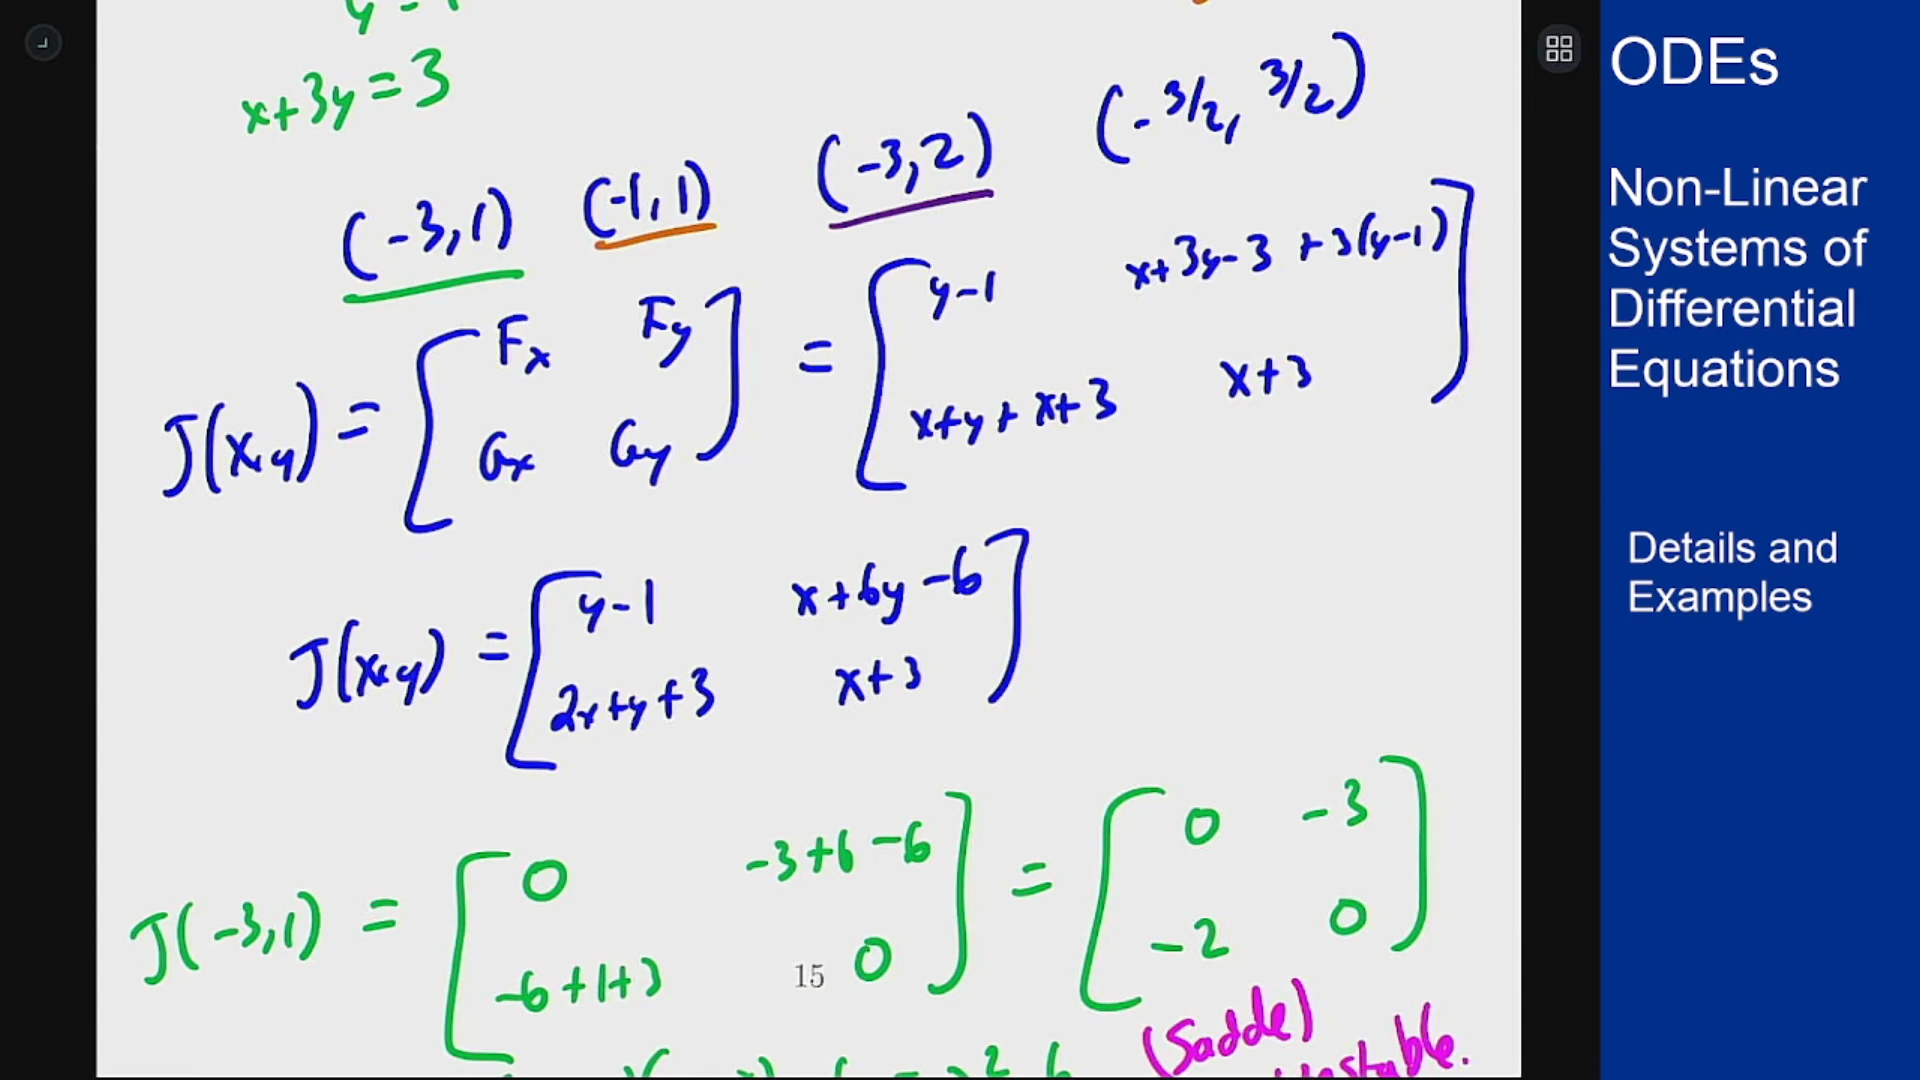 x+3y=3
(-3,1) (-1,1) (-3,2) (-3/2, 3/2)
J(x,y) = [ Fx Fy ; Gx Gy ] = [ y-1 x+3y-3+3(y-1) ; x+y+x+3 x+3 ]
J(x,y) = [ y-1 x+6y-6 ; 2x+y+3 x+3 ]
J(-3,1) = [ 0 -3+6-6 ; -6+1+3 0 ] = [ 0 -3 ; -2 0 ]
15
(Saddle)
ODEs
Non-Linear
Systems of
Differential
Equations
Details and
Examples